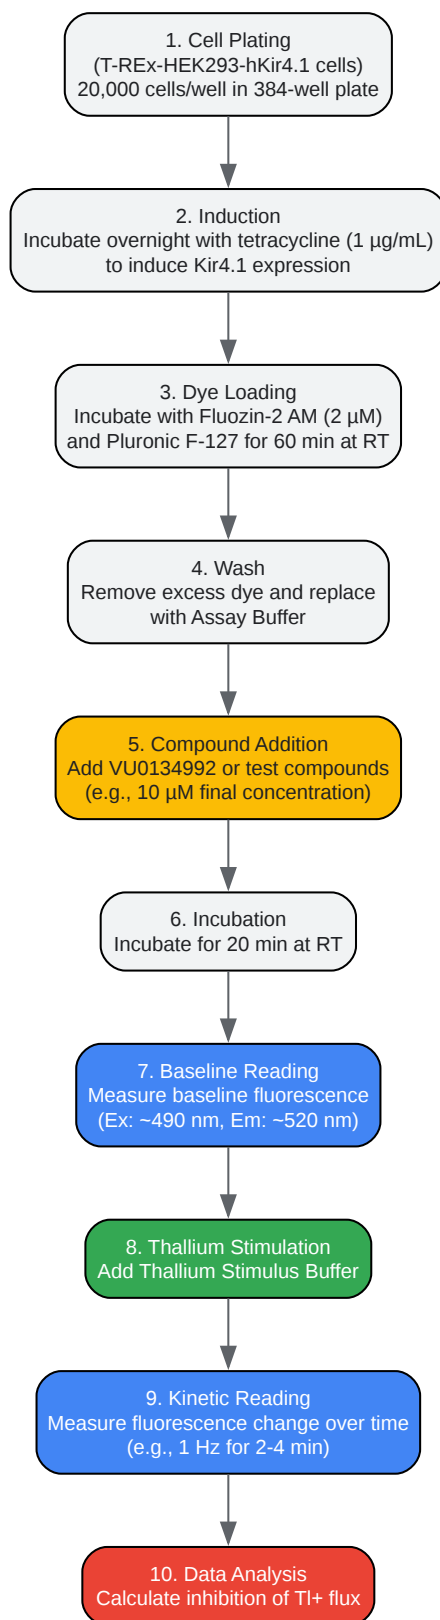 1. Cell Plating
(T-REx-HEK293-hKir4.1 cells)
20,000 cells/well in 384-well plate
2. Induction
Incubate overnight with tetracycline (1 µg/mL)
to induce Kir4.1 expression
3. Dye Loading
Incubate with Fluozin-2 AM (2 µM)
and Pluronic F-127 for 60 min at RT
4. Wash
Remove excess dye and replace
with Assay Buffer
5. Compound Addition
Add VU0134992 or test compounds
(e.g., 10 µM final concentration)
6. Incubation
Incubate for 20 min at RT
7. Baseline Reading
Measure baseline fluorescence
(Ex: ~490 nm, Em: ~520 nm)
8. Thallium Stimulation
Add Thallium Stimulus Buffer
9. Kinetic Reading
Measure fluorescence change over time
(e.g., 1 Hz for 2-4 min)
10. Data Analysis
Calculate inhibition of Tl+ flux